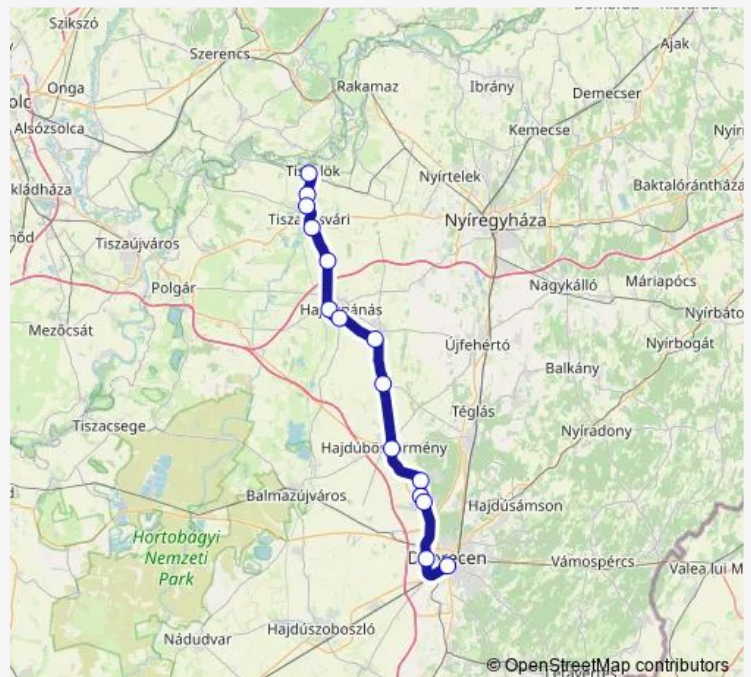 Szikszó
Ajak
Szerencs
Onga
Rakamaz
Ibrány
Demecser
Alsózsolca
Kemecse
Nyírtelek
Baktalórántháza
Nyíregyháza
Tiszaújváros
Polgár
Nagykálló
Máriapócs
Mezőcsát
Újfehértó
Nyírbogát
Balkány
Tiszacsege
Téglás
Nyíradony
Balmazújváros
Hajdúsámson
Hortobágyi
Nemzeti
Park
Vámospércs
Valea lui M
Nádudvar
Hajdúszoboszló
© OpenStreetMap contributors